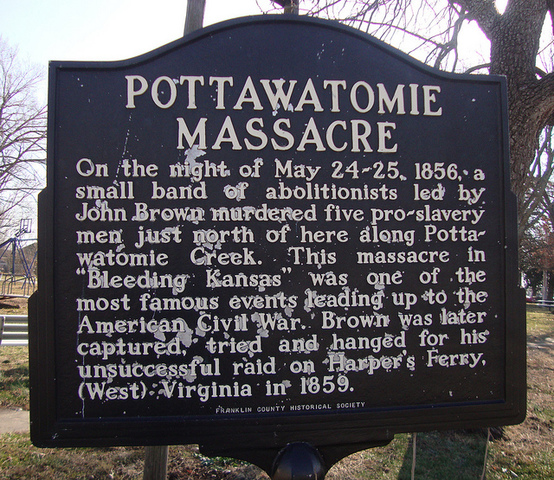 POTTAWATOMIE
MASSACRE
On the night of May 24-25, 1856, a
small band of abolitionists led by
John Brown murdered five pro-slavery
men just north of here along Potta-
watomie Creek. This massacre in
"Bleeding Kansas" was one of the
most famous events leading up to the
American Civil War. Brown was later
captured, tried and hanged for his
unsuccessful raid on Harper's Ferry,
(West) Virginia in 1859.
FRANKLIN COUNTY HISTORICAL SOCIETY